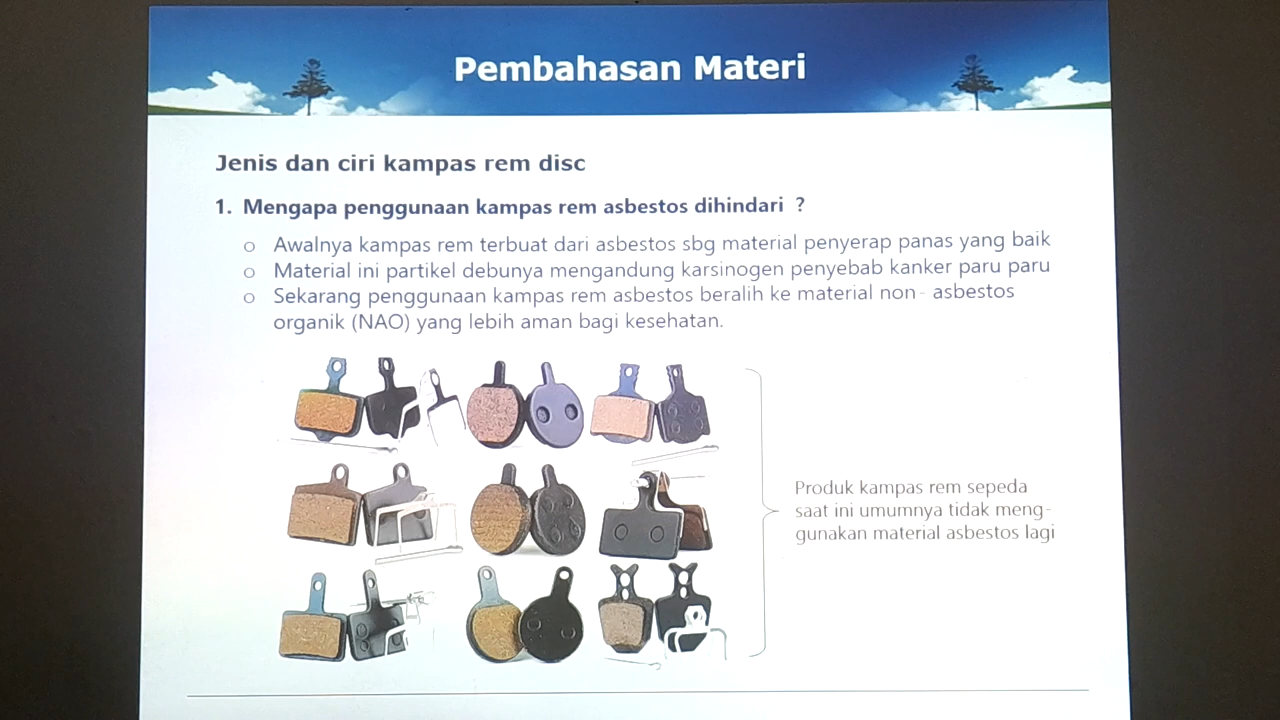 Pembahasan Materi
Jenis dan ciri kampas rem disc
1. Mengapa penggunaan kampas rem asbestos dihindari ?
o Awalnya kampas rem terbuat dari asbestos sbg material penyerap panas yang baik
o Material ini partikel debunya mengandung karsinogen penyebab kanker paru paru
o Sekarang penggunaan kampas rem asbestos beralih ke material non - asbestos
organik (NAO) yang lebih aman bagi kesehatan.
Produk kampas rem sepeda
saat ini umumnya tidak meng-
gunakan material asbestos lagi